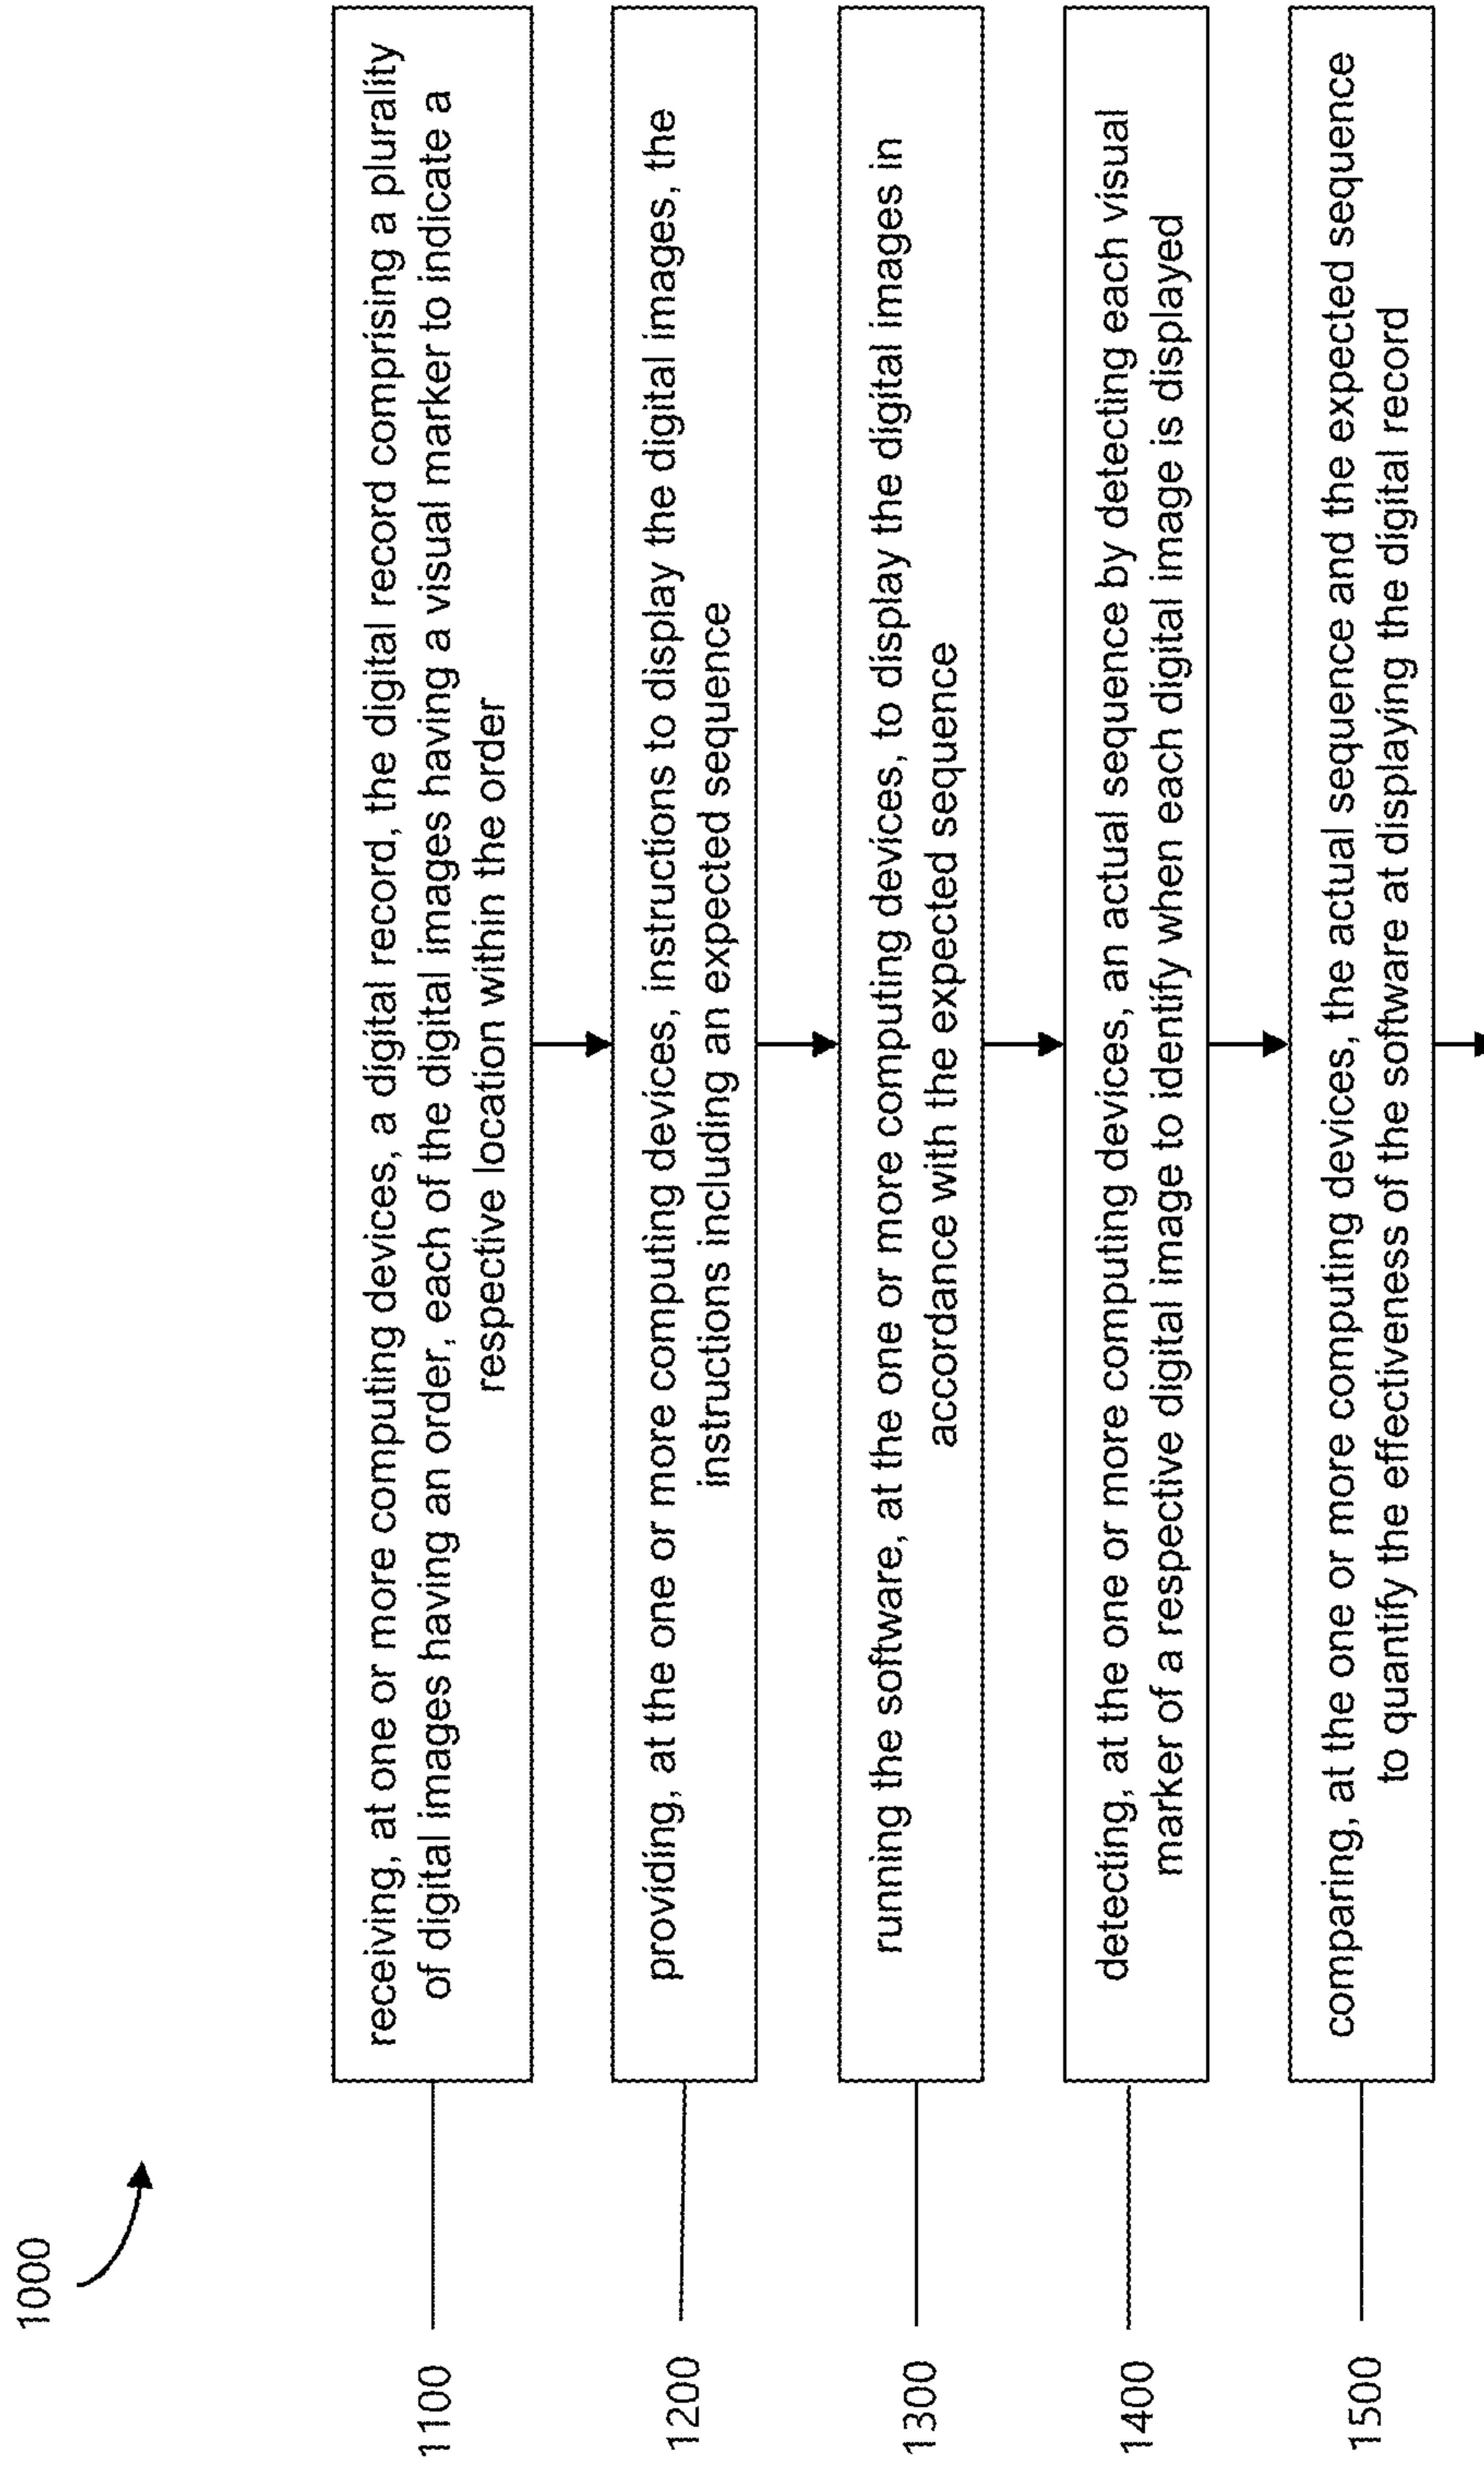 1000
1100
receiving, at one or more computing devices, a digital record, the digital record comprising a plurality
of digital images having an order, each of the digital images having a visual marker to indicate a
respective location within the order
1200
providing, at the one or more computing devices, instructions to display the digital images, the
instructions including an expected sequence
1300
running the software, at the one or more computing devices, to display the digital images in
accordance with the expected sequence
1400
detecting, at the one or more computing devices, an actual sequence by detecting each visual
marker of a respective digital image to identify when each digital image is displayed
1500
comparing, at the one or more computing devices, the actual sequence and the expected sequence
to quantify the effectiveness of the software at displaying the digital record